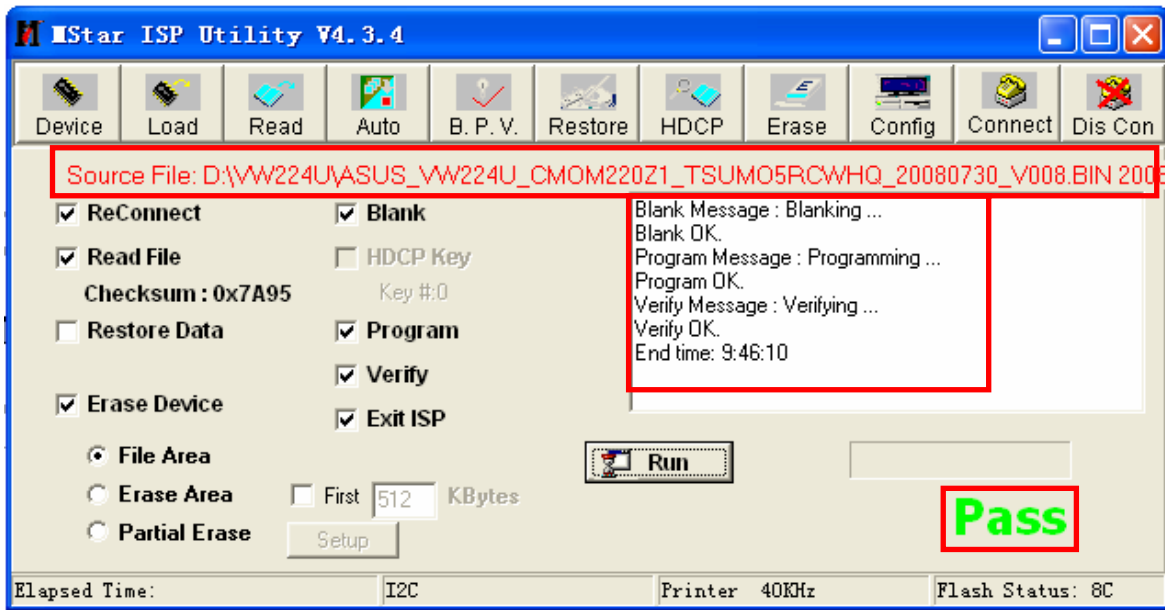 MStar ISP Utility V4.3.4
Device Load Read Auto B. P. V. Restore HDCP Erase Config Connect Dis Con
Source File: D:\VW224U\ASUS_VW224U_CMOM220Z1_TSUMO5RCWHQ_20080730_V008.BIN 2008
ReConnect
Blank
Read File
HDCP Key
Checksum : 0x7A95
Key #:0
Restore Data
Program
Verify
Erase Device
Exit ISP
File Area
Erase Area
First 512 KBytes
Partial Erase
Setup
Blank Message : Blanking ...
Blank OK.
Program Message : Programming ...
Program OK.
Verify Message : Verifying ...
Verify OK.
End time: 9:46:10
Run
Pass
Elapsed Time: I2C Printer 40KHz Flash Status: 8C